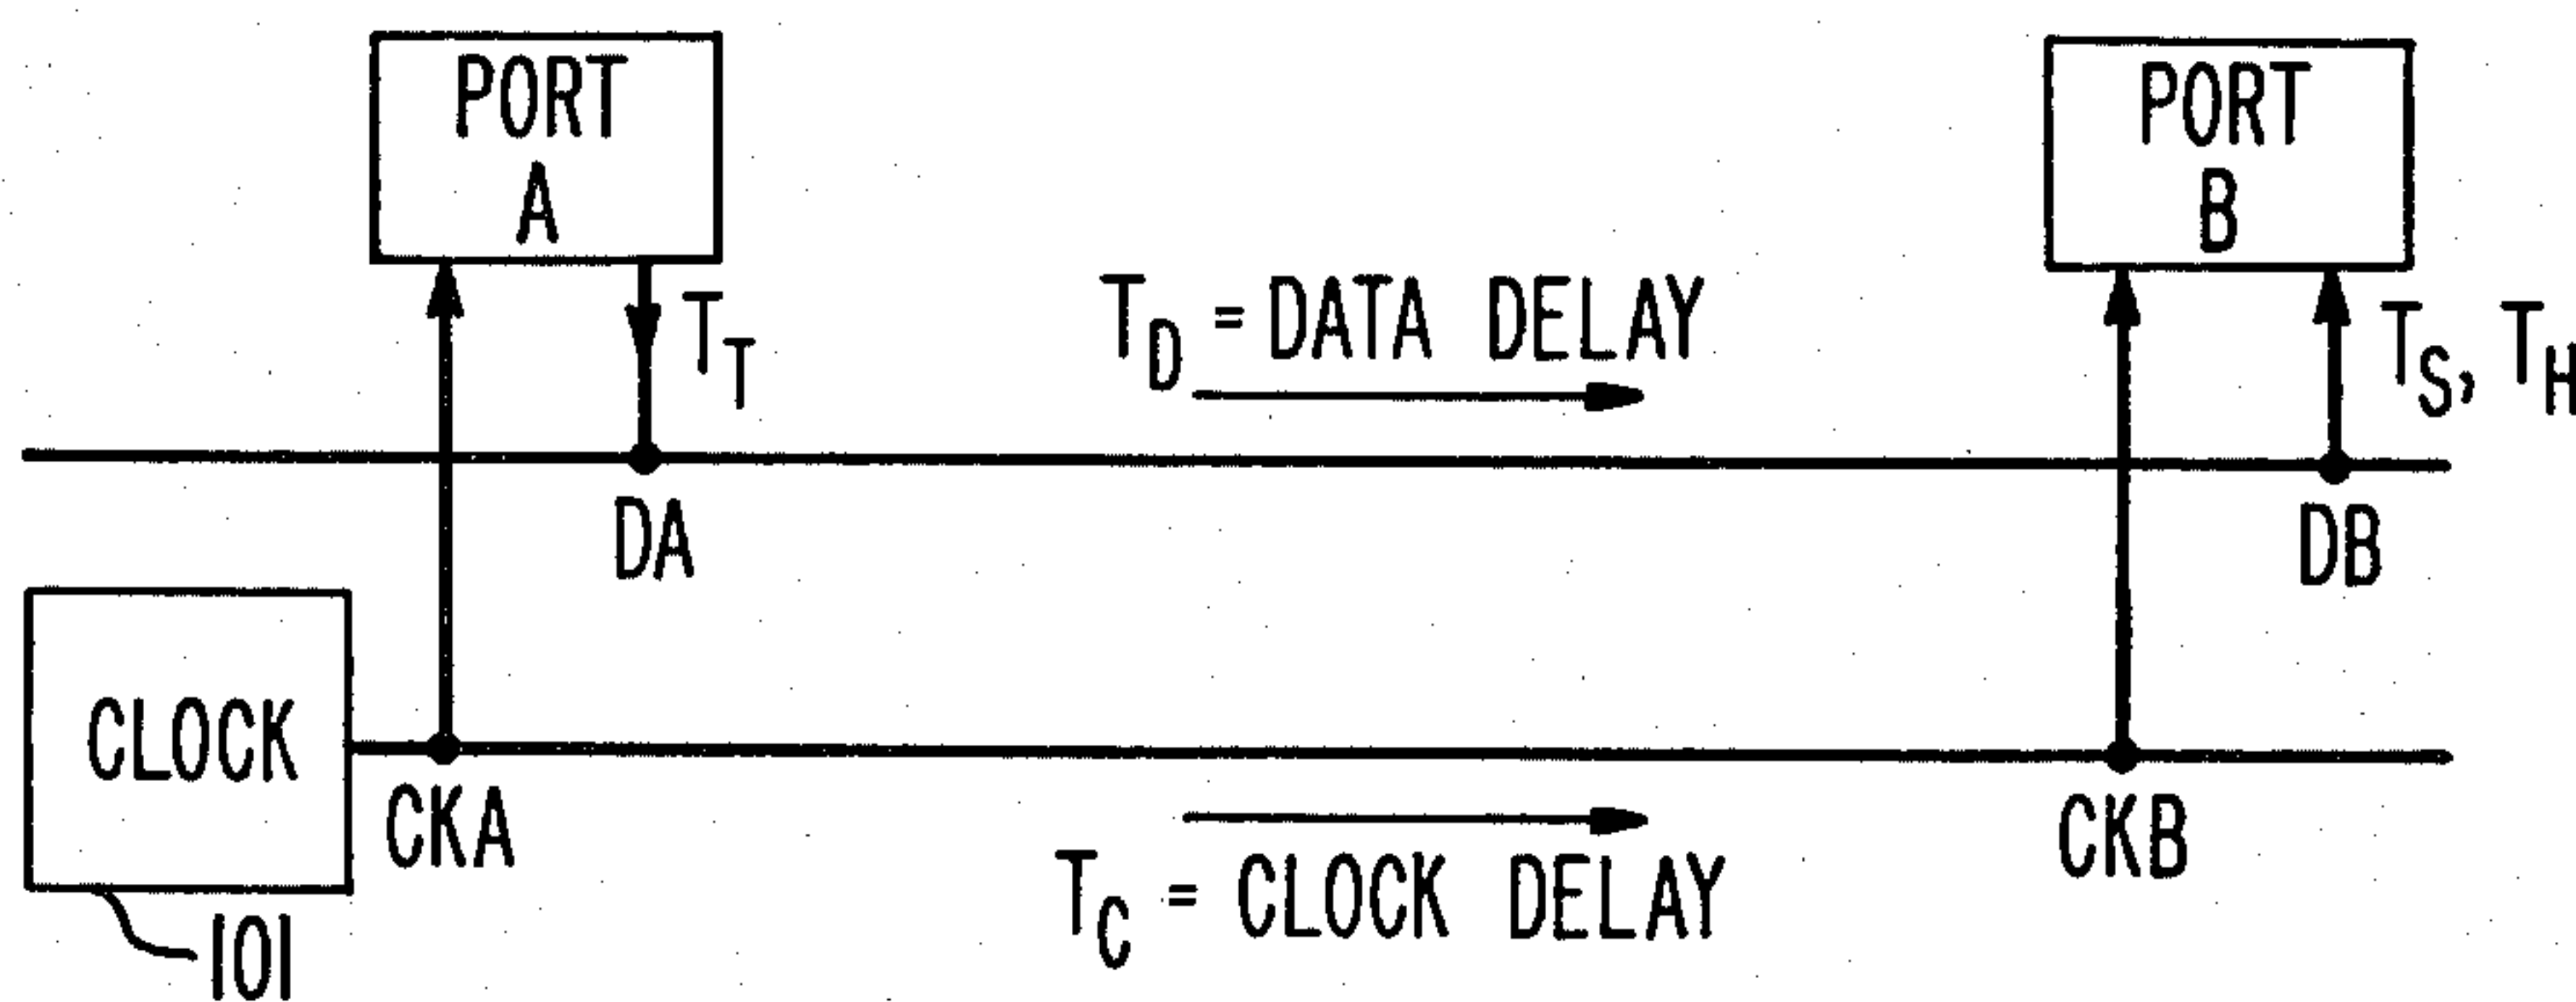 PORT
A
PORT
B
T_T
T_D = DATA DELAY
T_S, T_H
DA
DB
CLOCK
CKA
CKB
T_C = CLOCK DELAY
101